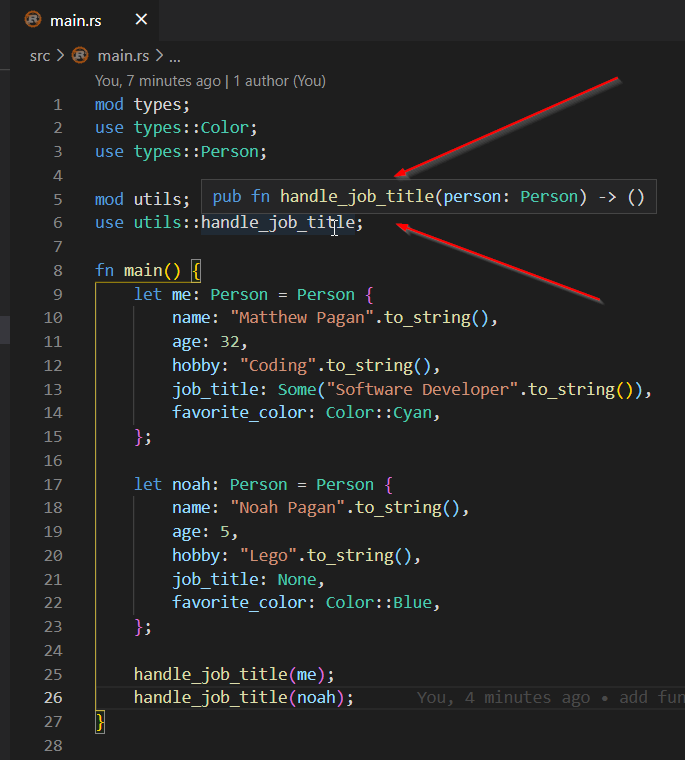 main.rs ×
src > main.rs > ...
You, 7 minutes ago | 1 author (You)
1 mod types;
2 use types::Color;
3 use types::Person;
4
5 mod utils;
pub fn handle_job_title(person: Person) -> ()
6 use utils::handle_job_title;
7
8 fn main() {
9 let me: Person = Person {
10 name: "Matthew Pagan".to_string(),
11 age: 32,
12 hobby: "Coding".to_string(),
13 job_title: Some("Software Developer".to_string()),
14 favorite_color: Color::Cyan,
15 };
16
17 let noah: Person = Person {
18 name: "Noah Pagan".to_string(),
19 age: 5,
20 hobby: "Lego".to_string(),
21 job_title: None,
22 favorite_color: Color::Blue,
23 };
24
25 handle_job_title(me);
26 handle_job_title(noah); You, 4 minutes ago • add fun
27 }
28